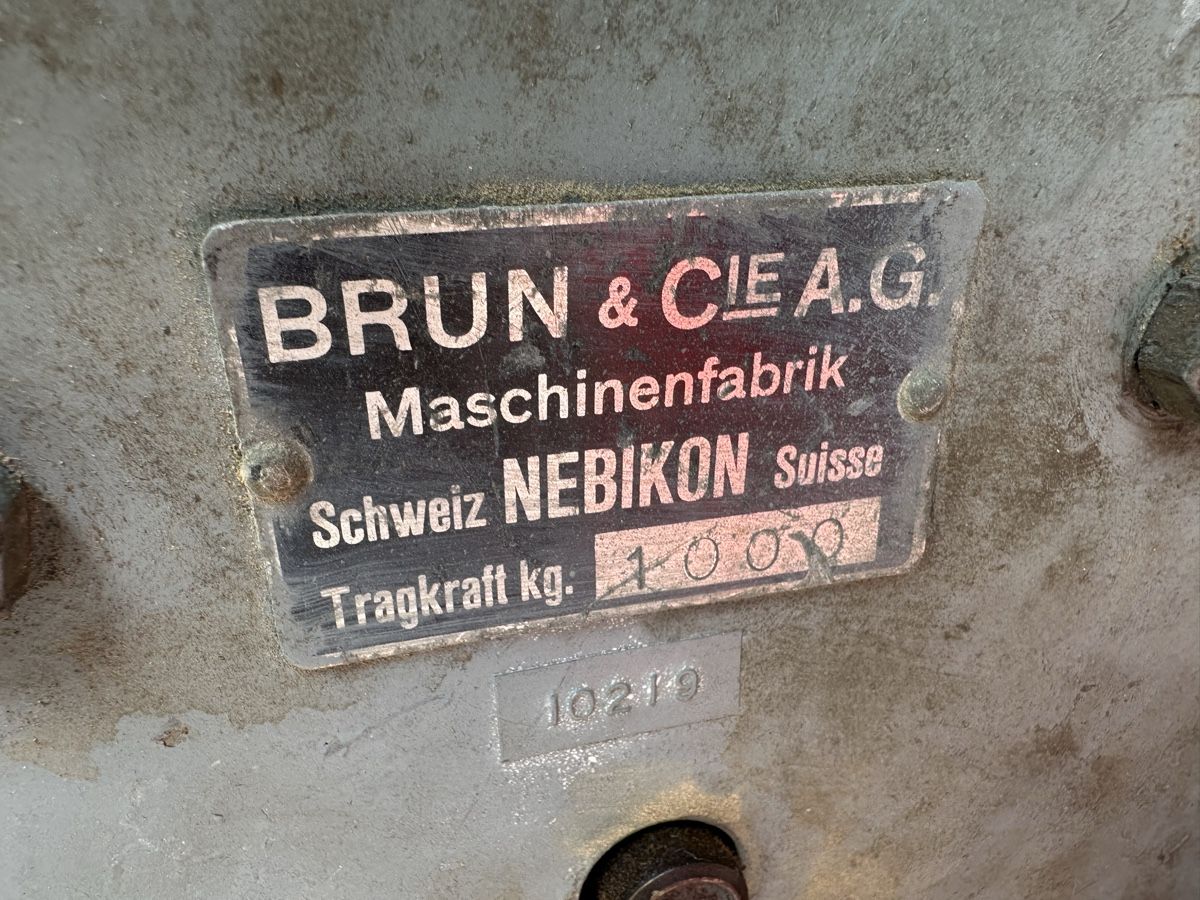 BRUN & CIE A.G.
Maschinenfabrik
Schweiz NEBIKON Suisse
Tragkraft kg: 1000
10219